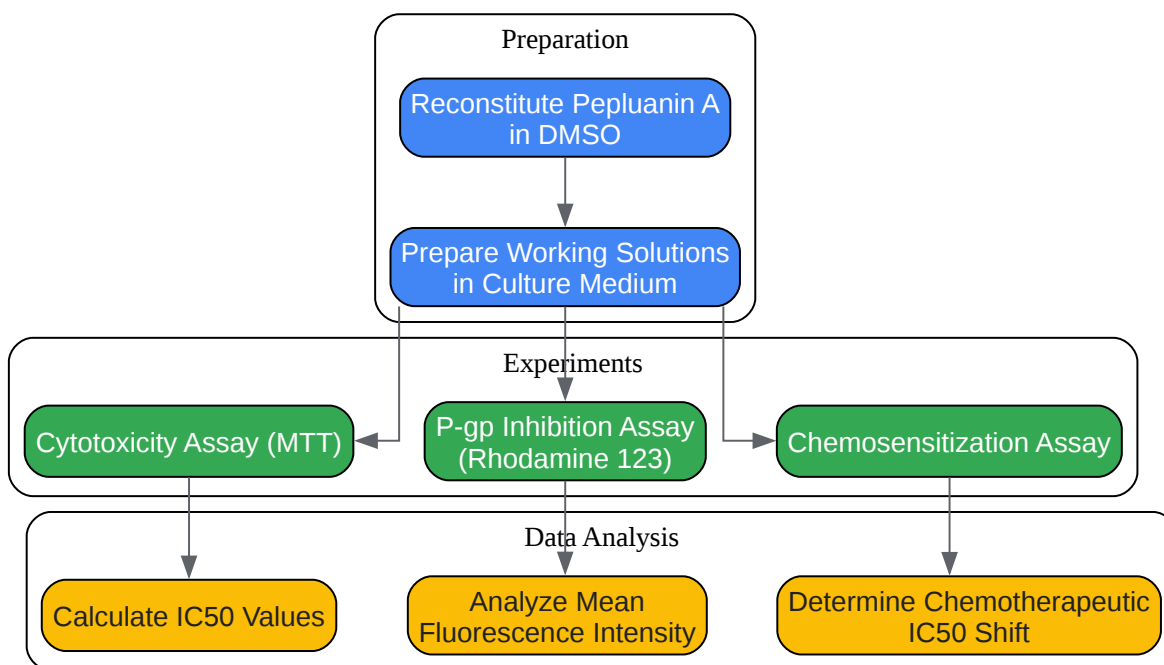 Preparation
Reconstitute Pepluanin A
in DMSO
Prepare Working Solutions
in Culture Medium
Experiments
Cytotoxicity Assay (MTT)
P-gp Inhibition Assay
(Rhodamine 123)
Chemosensitization Assay
Data Analysis
Calculate IC50 Values
Analyze Mean
Fluorescence Intensity
Determine Chemotherapeutic
IC50 Shift